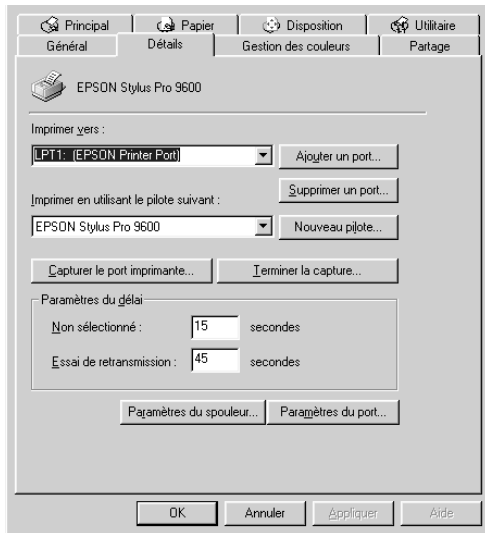 Principal Papier Disposition Utilitaire
Général Détails Gestion des couleurs Partage
EPSON Stylus Pro 9600
Imprimer vers :
LPT1: (EPSON Printer Port) Ajouter un port...
Supprimer un port...
Imprimer en utilisant le pilote suivant :
EPSON Stylus Pro 9600 Nouveau pilote...
Capturer le port imprimante... Terminer la capture...
Paramètres du délai
Non sélectionné : 15 secondes
Essai de retransmission : 45 secondes
Paramètres du spouleur... Paramètres du port...
OK Annuler Appliquer Aide